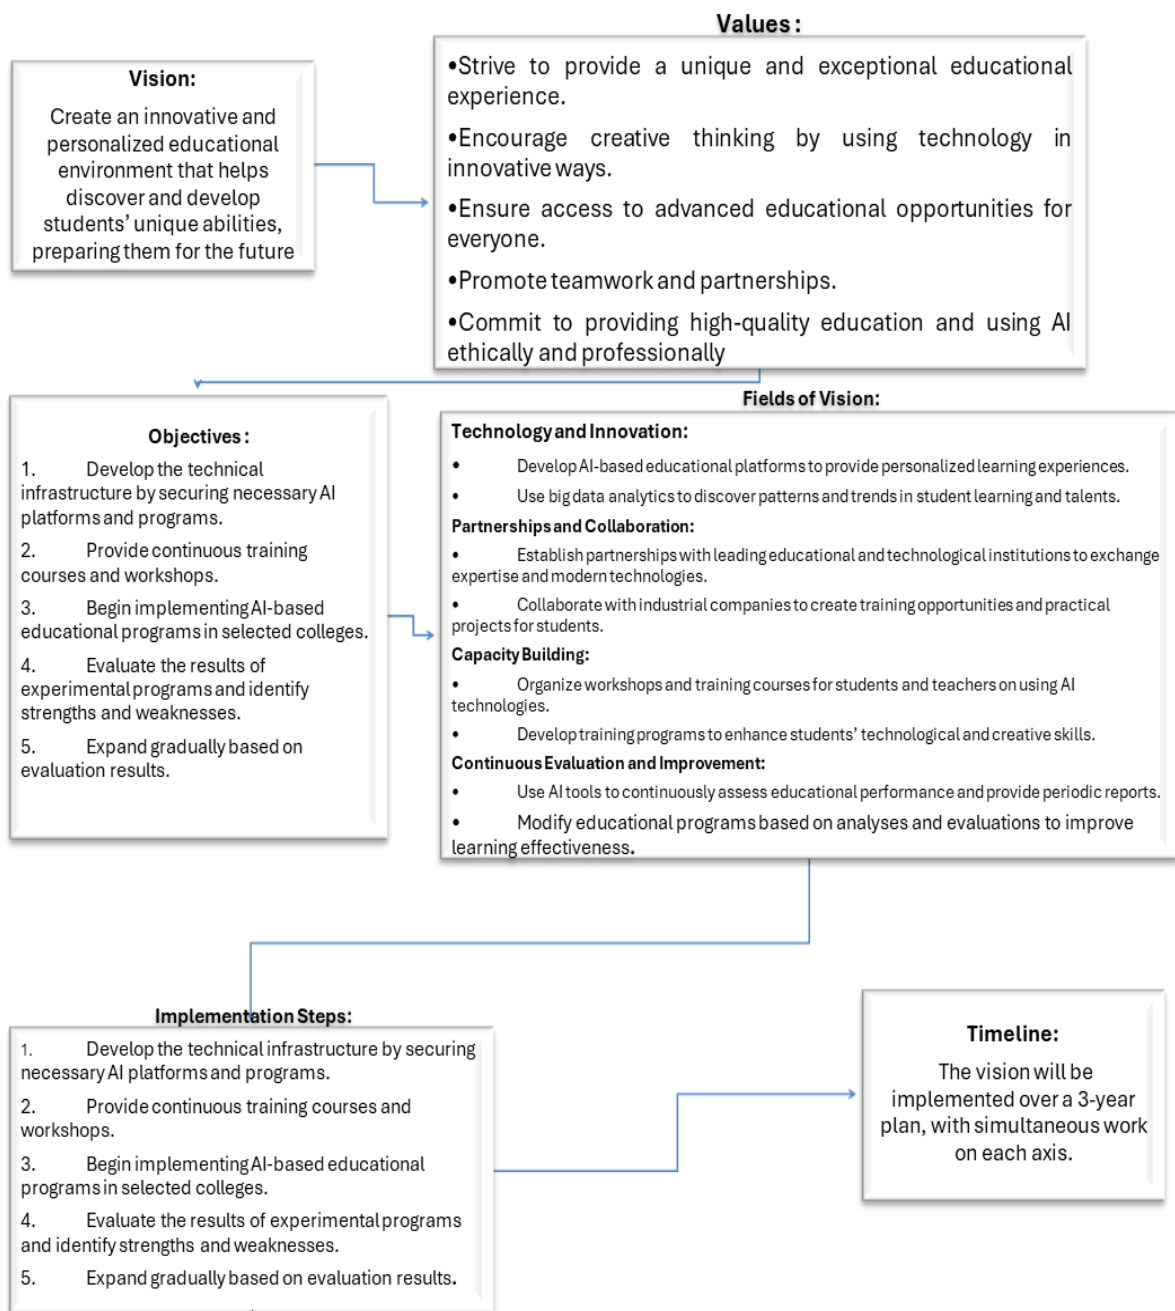 Vision:
Create an innovative and
personalized educational
environment that helps
discover and develop
students’ unique abilities,
preparing them for the future
Values :
•Strive to provide a unique and exceptional educational
experience.
•Encourage creative thinking by using technology in
innovative ways.
•Ensure access to advanced educational opportunities for
everyone.
•Promote teamwork and partnerships.
•Commit to providing high-quality education and using AI
ethically and professionally
Objectives :
1. Develop the technical
infrastructure by securing necessary AI
platforms and programs.
2. Provide continuous training
courses and workshops.
3. Begin implementing AI-based
educational programs in selected colleges.
4. Evaluate the results of
experimental programs and identify
strengths and weaknesses.
5. Expand gradually based on
evaluation results.
Fields of Vision:
Technology and Innovation:
• Develop AI-based educational platforms to provide personalized learning experiences.
• Use big data analytics to discover patterns and trends in student learning and talents.
Partnerships and Collaboration:
• Establish partnerships with leading educational and technological institutions to exchange
expertise and modern technologies.
• Collaborate with industrial companies to create training opportunities and practical
projects for students.
Capacity Building:
• Organize workshops and training courses for students and teachers on using AI
technologies.
• Develop training programs to enhance students’ technological and creative skills.
Continuous Evaluation and Improvement:
• Use AI tools to continuously assess educational performance and provide periodic reports.
• Modify educational programs based on analyses and evaluations to improve
learning effectiveness.
Implementation Steps:
1. Develop the technical infrastructure by securing
necessary AI platforms and programs.
2. Provide continuous training courses and
workshops.
3. Begin implementing AI-based educational
programs in selected colleges.
4. Evaluate the results of experimental programs
and identify strengths and weaknesses.
5. Expand gradually based on evaluation results.
Timeline:
The vision will be
implemented over a 3-year
plan, with simultaneous work
on each axis.